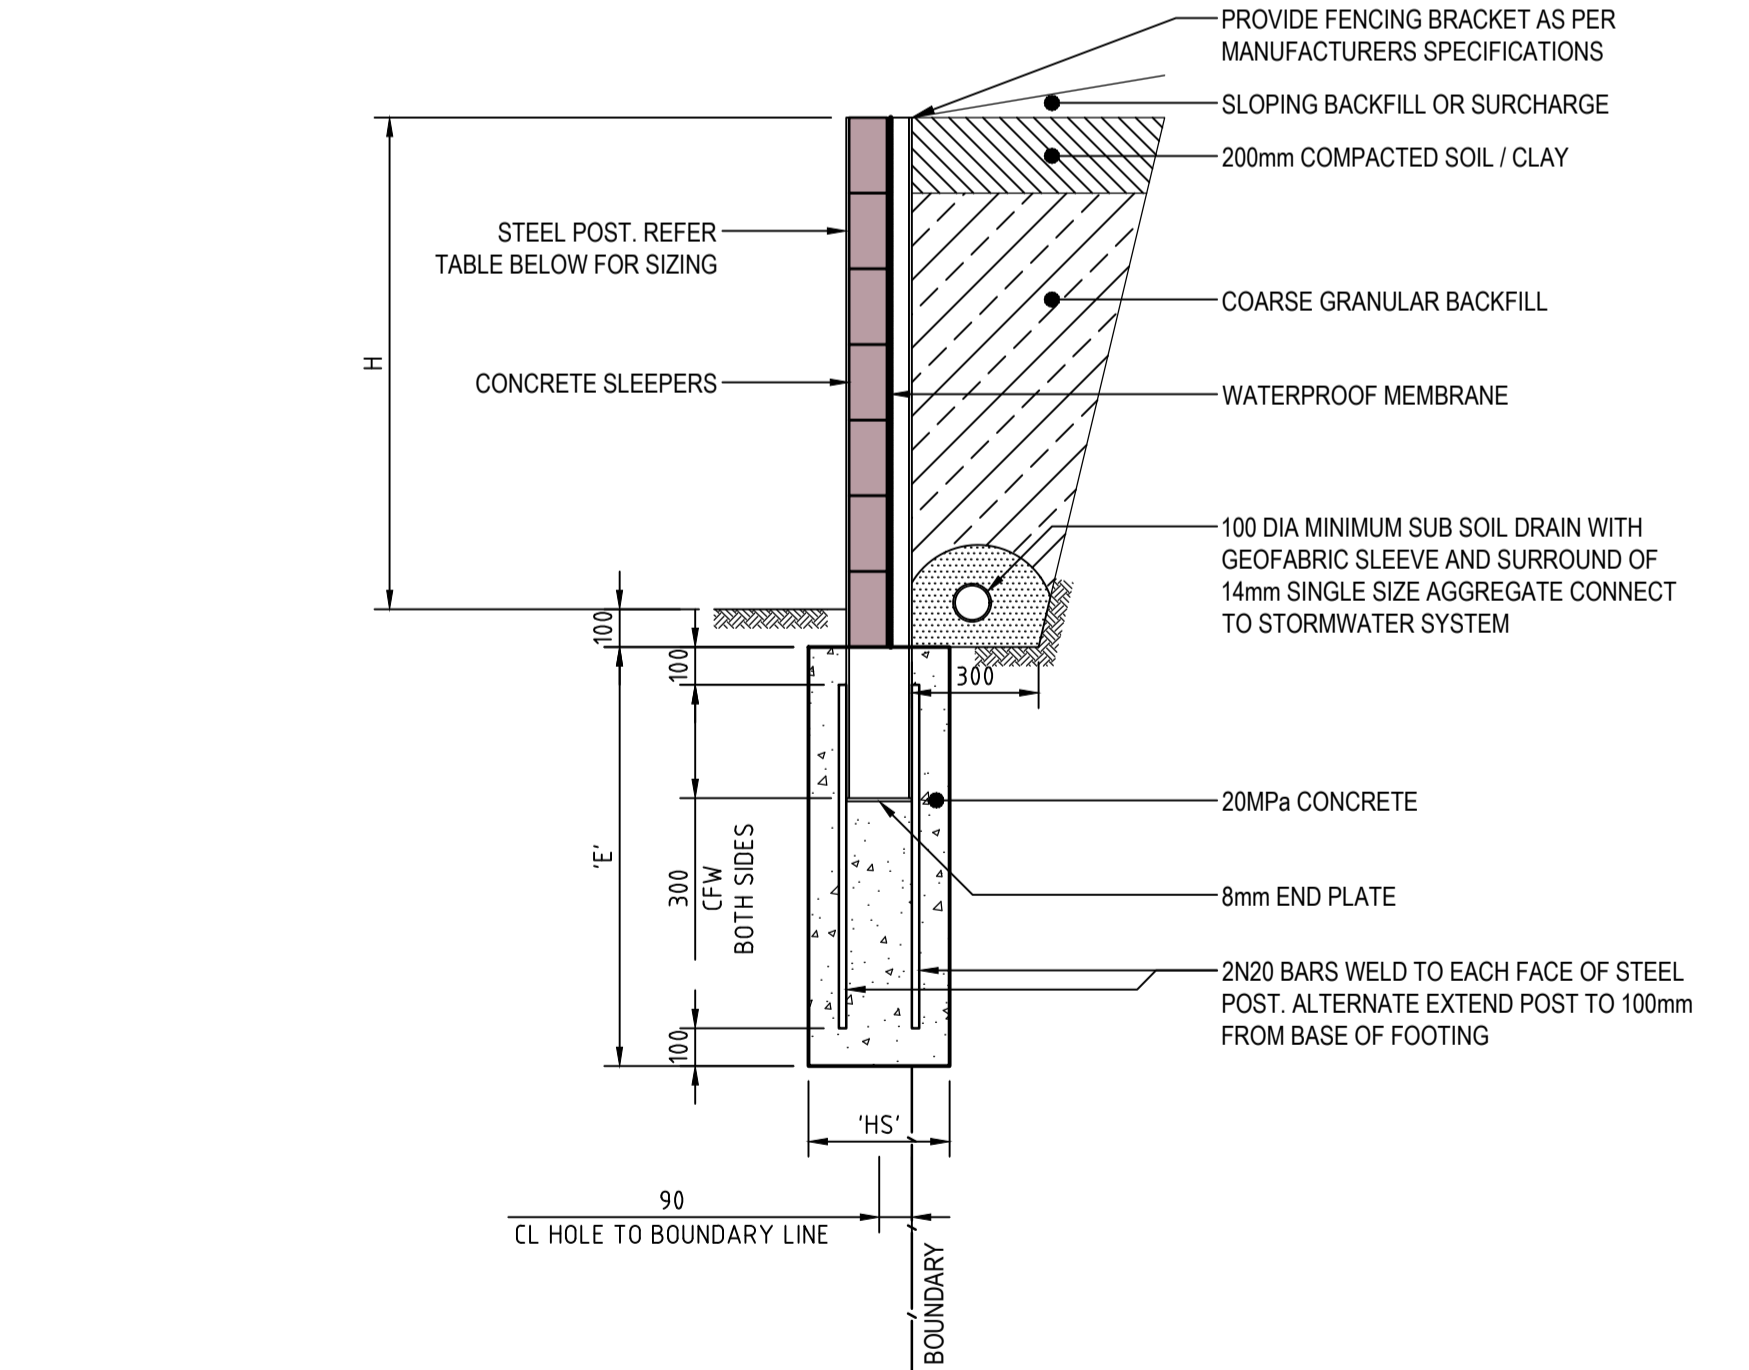 PROVIDE FENCING BRACKET AS PER
MANUFACTURERS SPECIFICATIONS
SLOPING BACKFILL OR SURCHARGE
200mm COMPACTED SOIL / CLAY
STEEL POST. REFER
TABLE BELOW FOR SIZING
COARSE GRANULAR BACKFILL
H
CONCRETE SLEEPERS
WATERPROOF MEMBRANE
100 DIA MINIMUM SUB SOIL DRAIN WITH
GEOFABRIC SLEEVE AND SURROUND OF
14mm SINGLE SIZE AGGREGATE CONNECT
TO STORMWATER SYSTEM
100
100
300
20MPa CONCRETE
'E'
300
CFW
BOTH SIDES
8mm END PLATE
2N20 BARS WELD TO EACH FACE OF STEEL
POST. ALTERNATE EXTEND POST TO 100mm
FROM BASE OF FOOTING
100
'HS'
90
CL HOLE TO BOUNDARY LINE
BOUNDARY